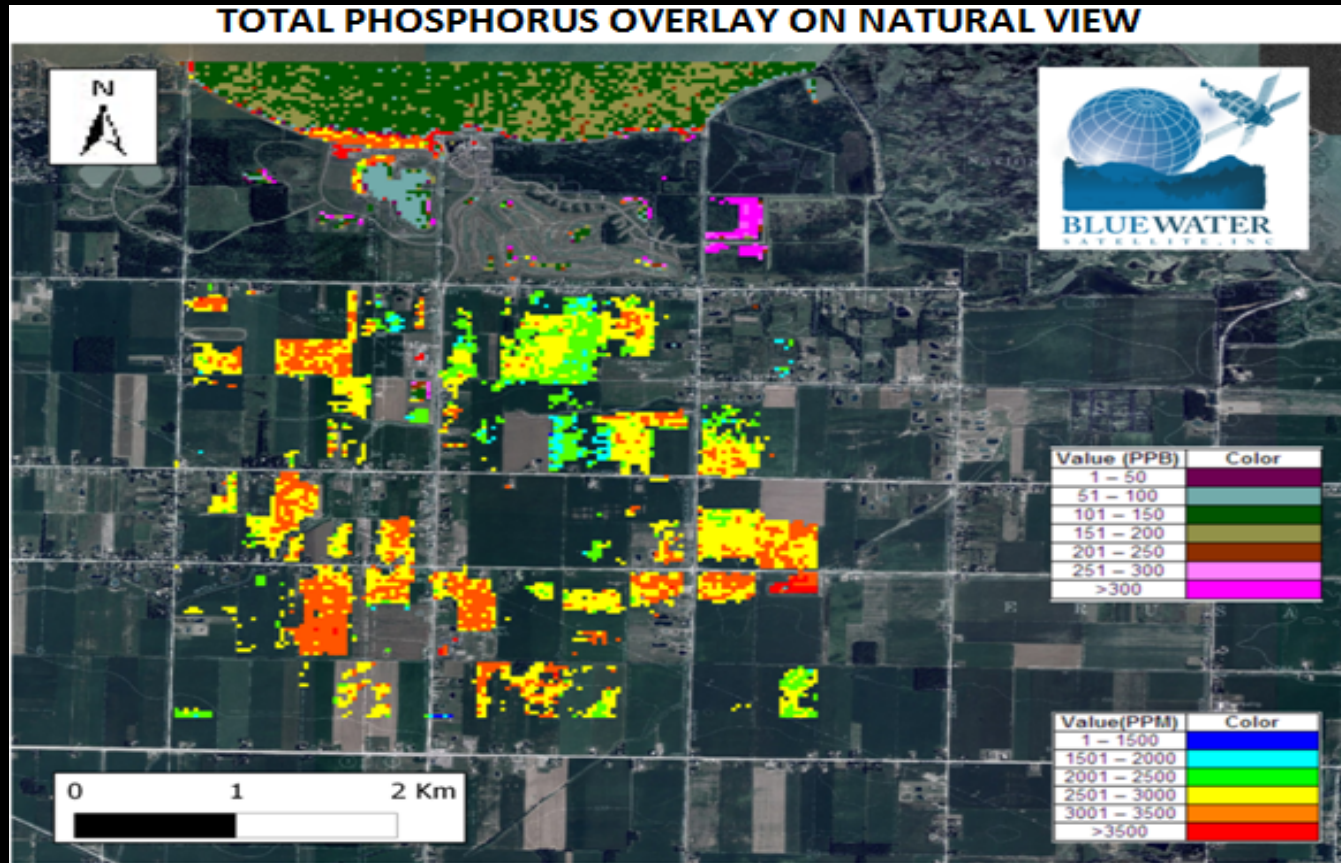 TOTAL PHOSPHORUS OVERLAY ON NATURAL VIEW
N
BLUEWATER
SATELLITE, INC
Value (PPB) Color
1 – 50
51 – 100
101 – 150
151 – 200
201 – 250
251 – 300
>300
J E R U S A
Value(PPM) Color
1 – 1500
1501 – 2000
2001 – 2500
2501 – 3000
3001 – 3500
>3500
0 1 2 Km